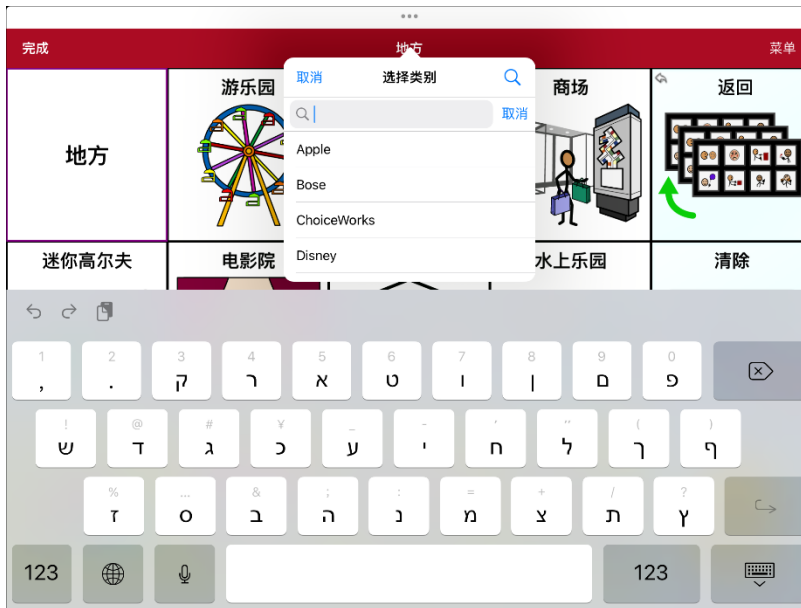 完成 地方 菜单
地方
游乐园
商场
返回
取消 选择类别
取消
Apple
Bose
ChoiceWorks
Disney
迷你高尔夫
电影院
水上乐园
清除
1 2 3 4 5 6 7 8 9 0
, . ק ר א ט ו ן ם פ
! @ # ¥ _ - ' " ( )
ש ד ג כ ע י ח ל ך ף
% ... & ; : = + / ?
ז ס ב ה נ מ צ ת ץ
123 123